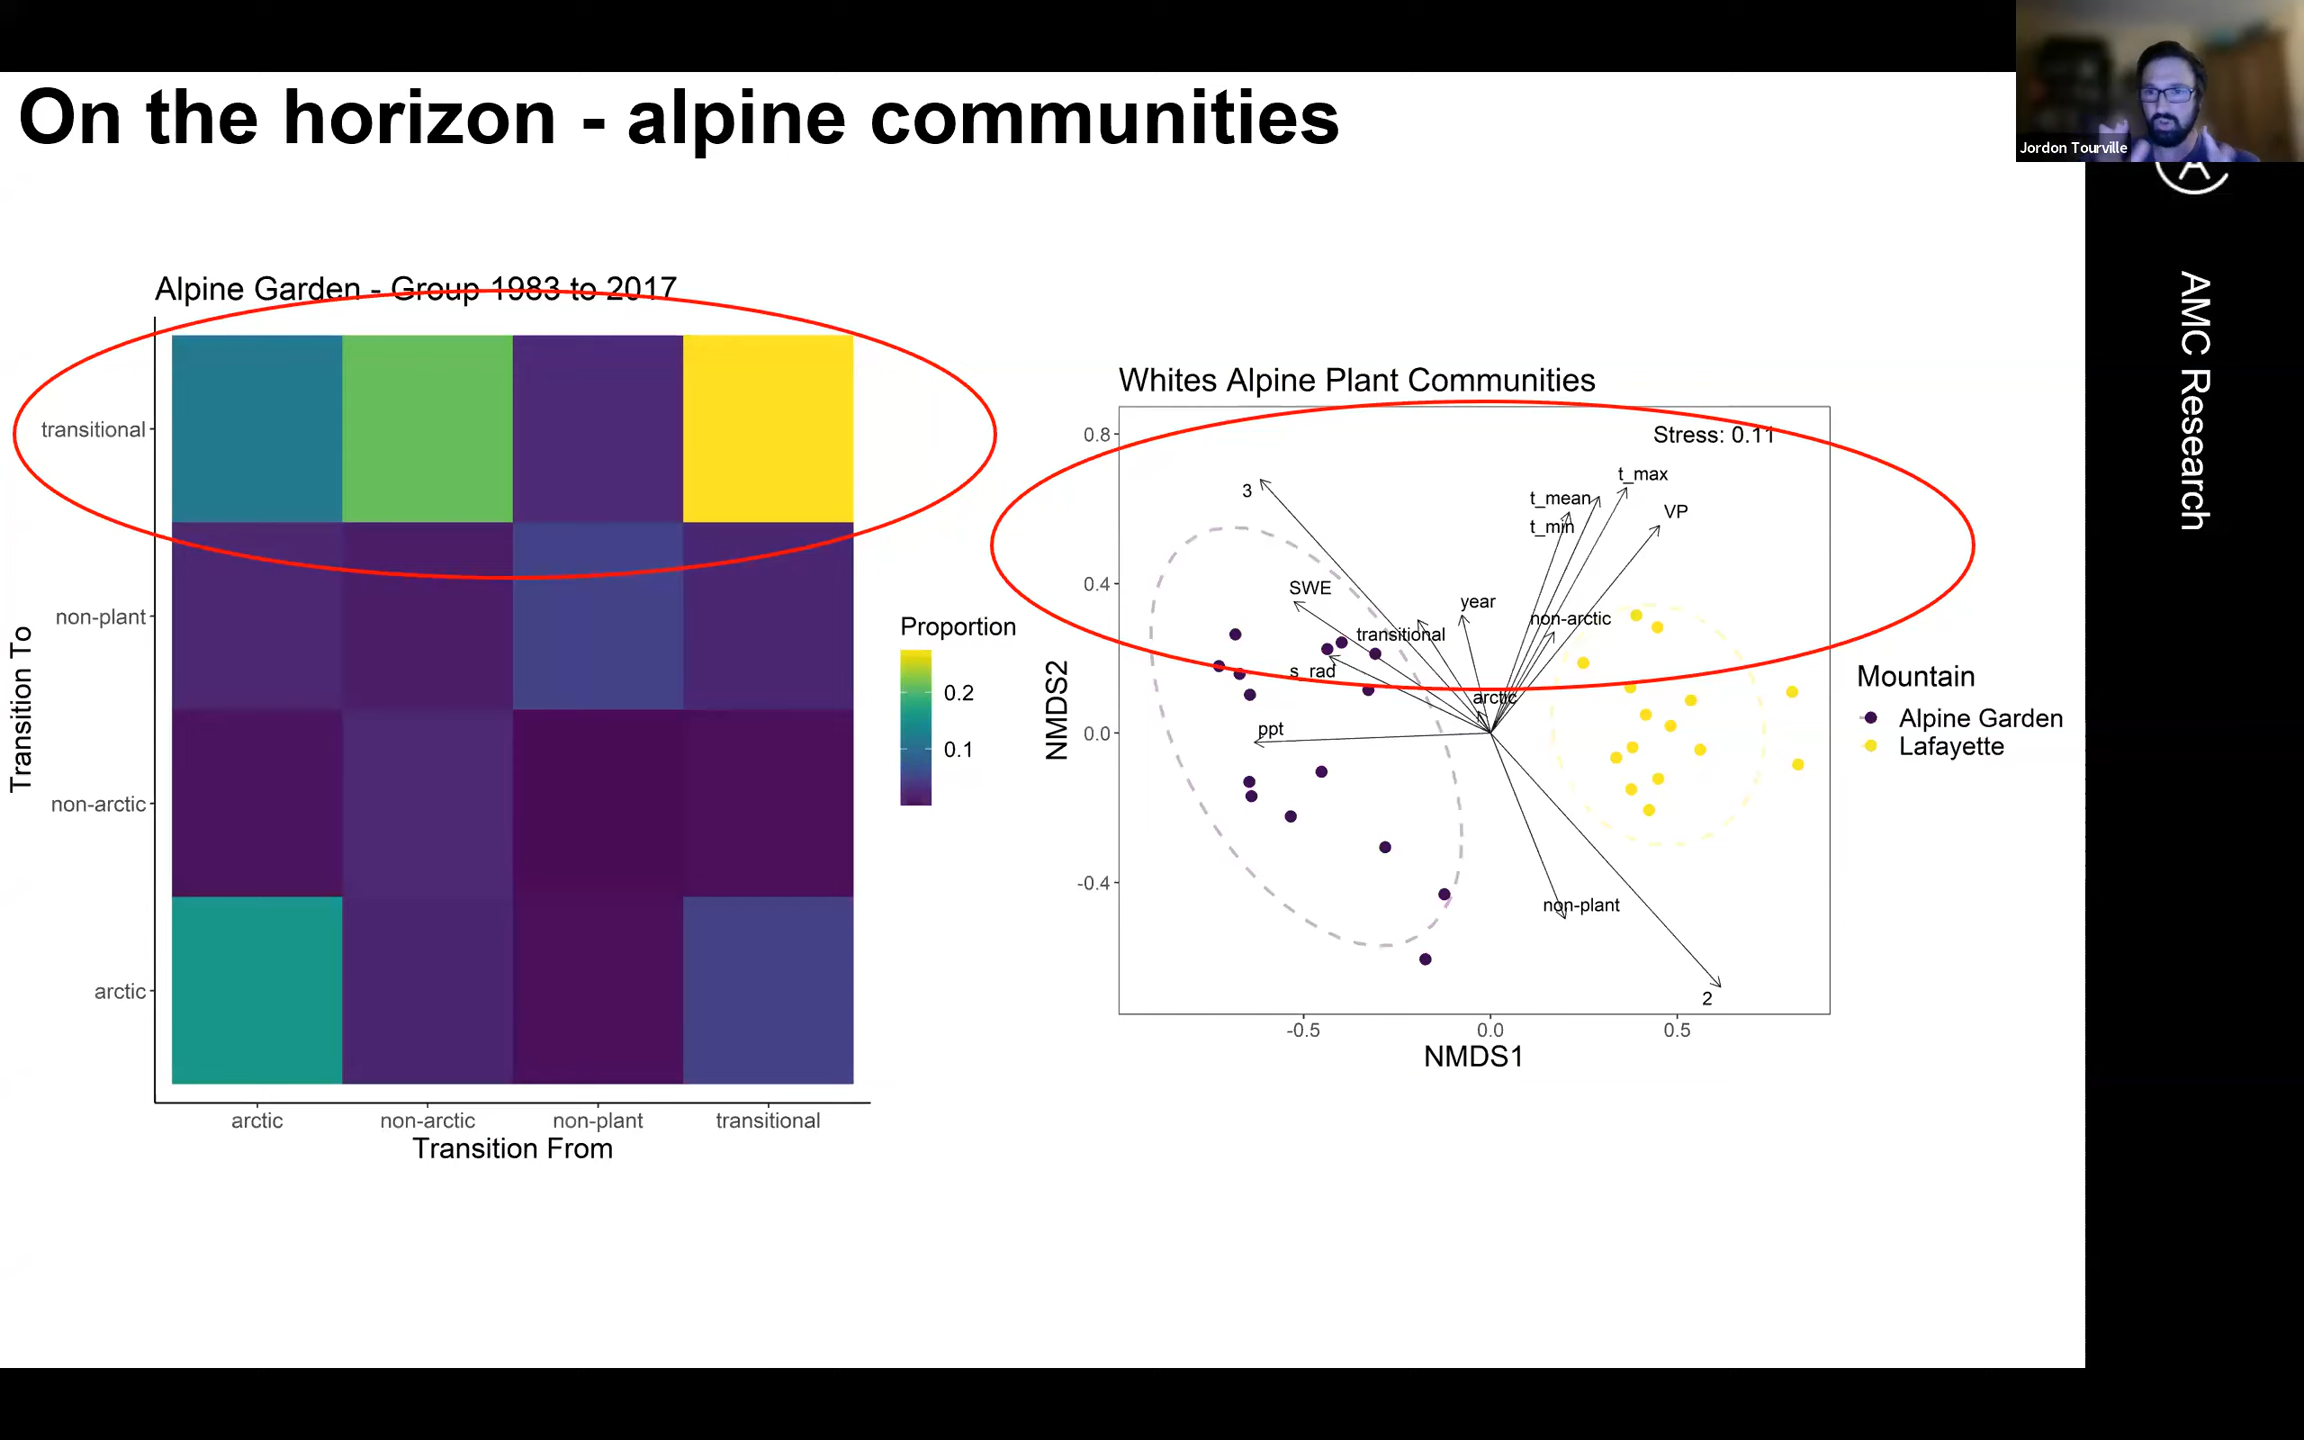 On the horizon - alpine communities
Jordon Tourville
AMC Research
Alpine Garden - Group 1983 to 2017
Transition To
transitional
non-plant
non-arctic
arctic
arctic
non-arctic
non-plant
transitional
Transition From
Proportion
0.2
0.1
Whites Alpine Plant Communities
Stress: 0.11
NMDS2
0.8
0.4
0.0
-0.4
3
t_max
t_mean
VP
t_min
SWE
year
non-arctic
transitional
s_rad
arctic
ppt
non-plant
2
-0.5
0.0
0.5
NMDS1
Mountain
Alpine Garden
Lafayette